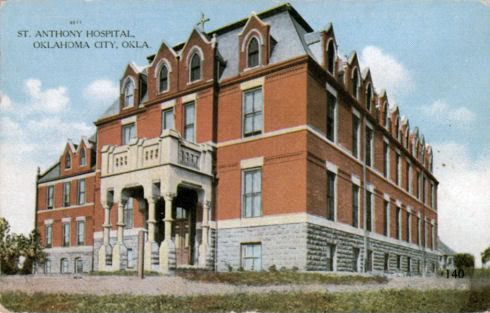 ST. ANTHONY HOSPITAL,
OKLAHOMA CITY, OKLA.
140